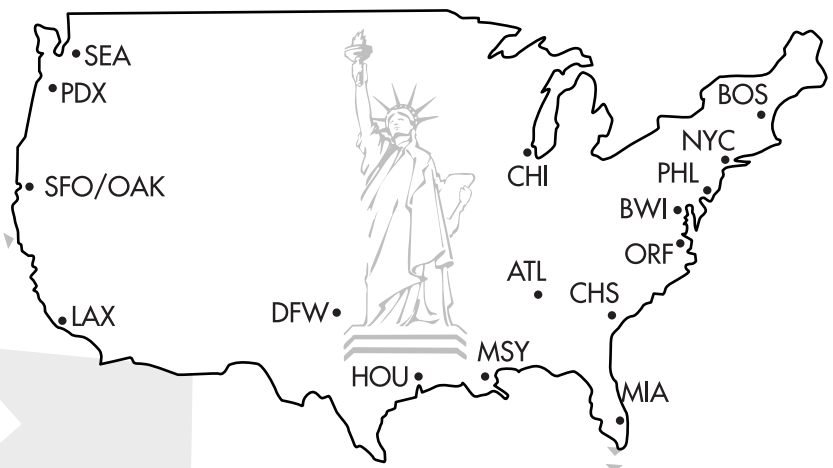 SEA
PDX
BOS
NYC
CHI
PHL
SFO/OAK
BWI
ORF
ATL
CHS
DFW
LAX
MSY
HOU
MIA